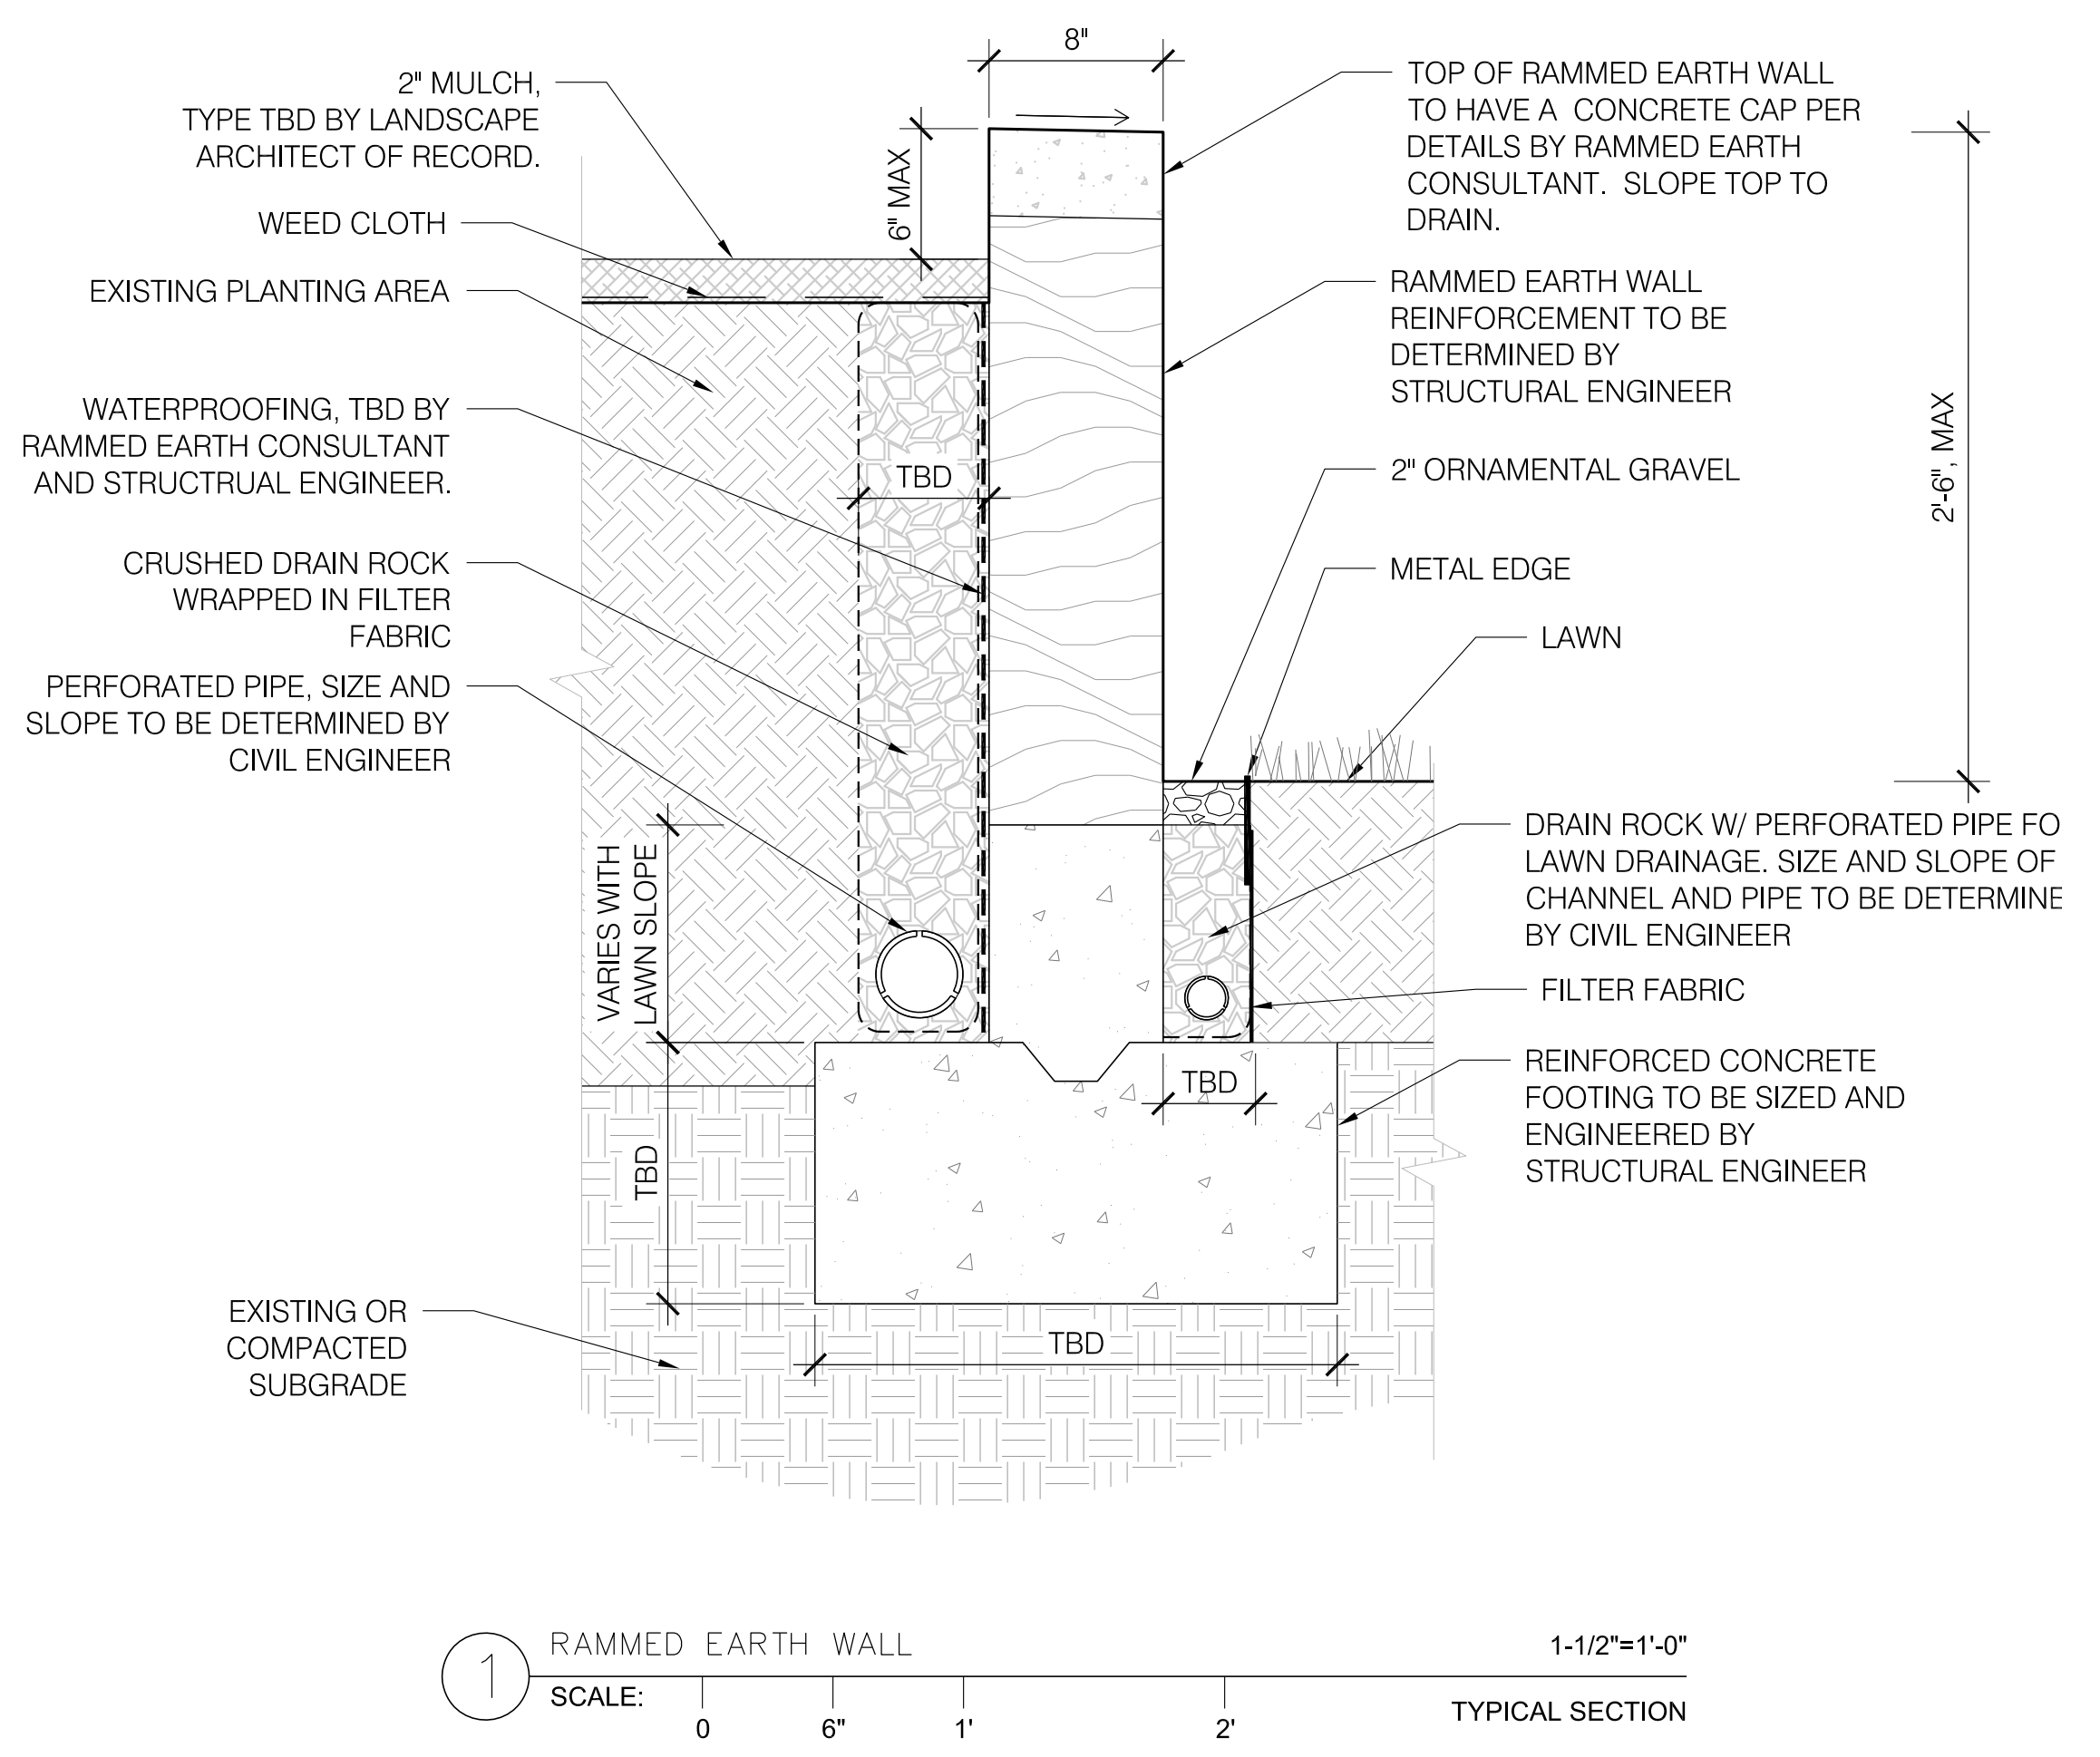 8"
2" MULCH,
TYPE TBD BY LANDSCAPE
ARCHITECT OF RECORD.
WEED CLOTH
EXISTING PLANTING AREA
WATERPROOFING, TBD BY
RAMMED EARTH CONSULTANT
AND STRUCTRUAL ENGINEER.
CRUSHED DRAIN ROCK
WRAPPED IN FILTER
FABRIC
PERFORATED PIPE, SIZE AND
SLOPE TO BE DETERMINED BY
CIVIL ENGINEER
VARIES WITH
LAWN SLOPE
TBD
EXISTING OR
COMPACTED
SUBGRADE
6" MAX
TBD
TBD
TBD
TOP OF RAMMED EARTH WALL
TO HAVE A CONCRETE CAP PER
DETAILS BY RAMMED EARTH
CONSULTANT. SLOPE TOP TO
DRAIN.
RAMMED EARTH WALL
REINFORCEMENT TO BE
DETERMINED BY
STRUCTURAL ENGINEER
2" ORNAMENTAL GRAVEL
METAL EDGE
LAWN
2'-6", MAX
DRAIN ROCK W/ PERFORATED PIPE FO
LAWN DRAINAGE. SIZE AND SLOPE OF
CHANNEL AND PIPE TO BE DETERMINE
BY CIVIL ENGINEER
FILTER FABRIC
REINFORCED CONCRETE
FOOTING TO BE SIZED AND
ENGINEERED BY
STRUCTURAL ENGINEER
1
RAMMED EARTH WALL
1-1/2"=1'-0"
SCALE:
0 6" 1' 2'
TYPICAL SECTION